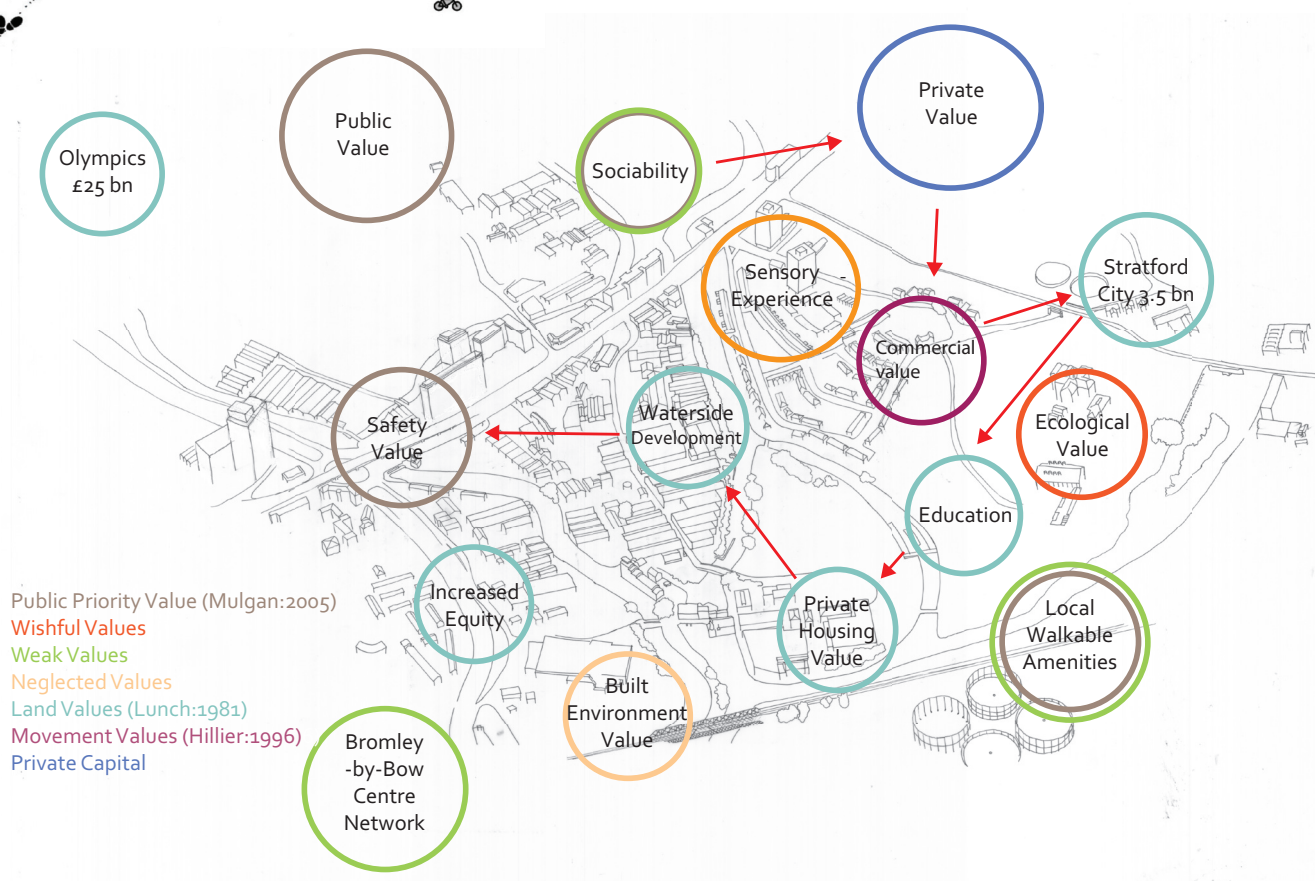 Public
Value
Private
Value
Olympics
£25 bn
Sociability
Sensory -
Experience
Stratford
City 3.5 bn
Commercial
value
Safety
Value
Waterside
Development
Ecological
Value
Education
Increased
Equity
Private
Housing
Value
Local
Walkable
Amenities
Built
Environment
Value
Bromley
-by-Bow
Centre
Network
Public Priority Value (Mulgan:2005)
Wishful Values
Weak Values
Neglected Values
Land Values (Lunch:1981)
Movement Values (Hillier:1996)
Private Capital